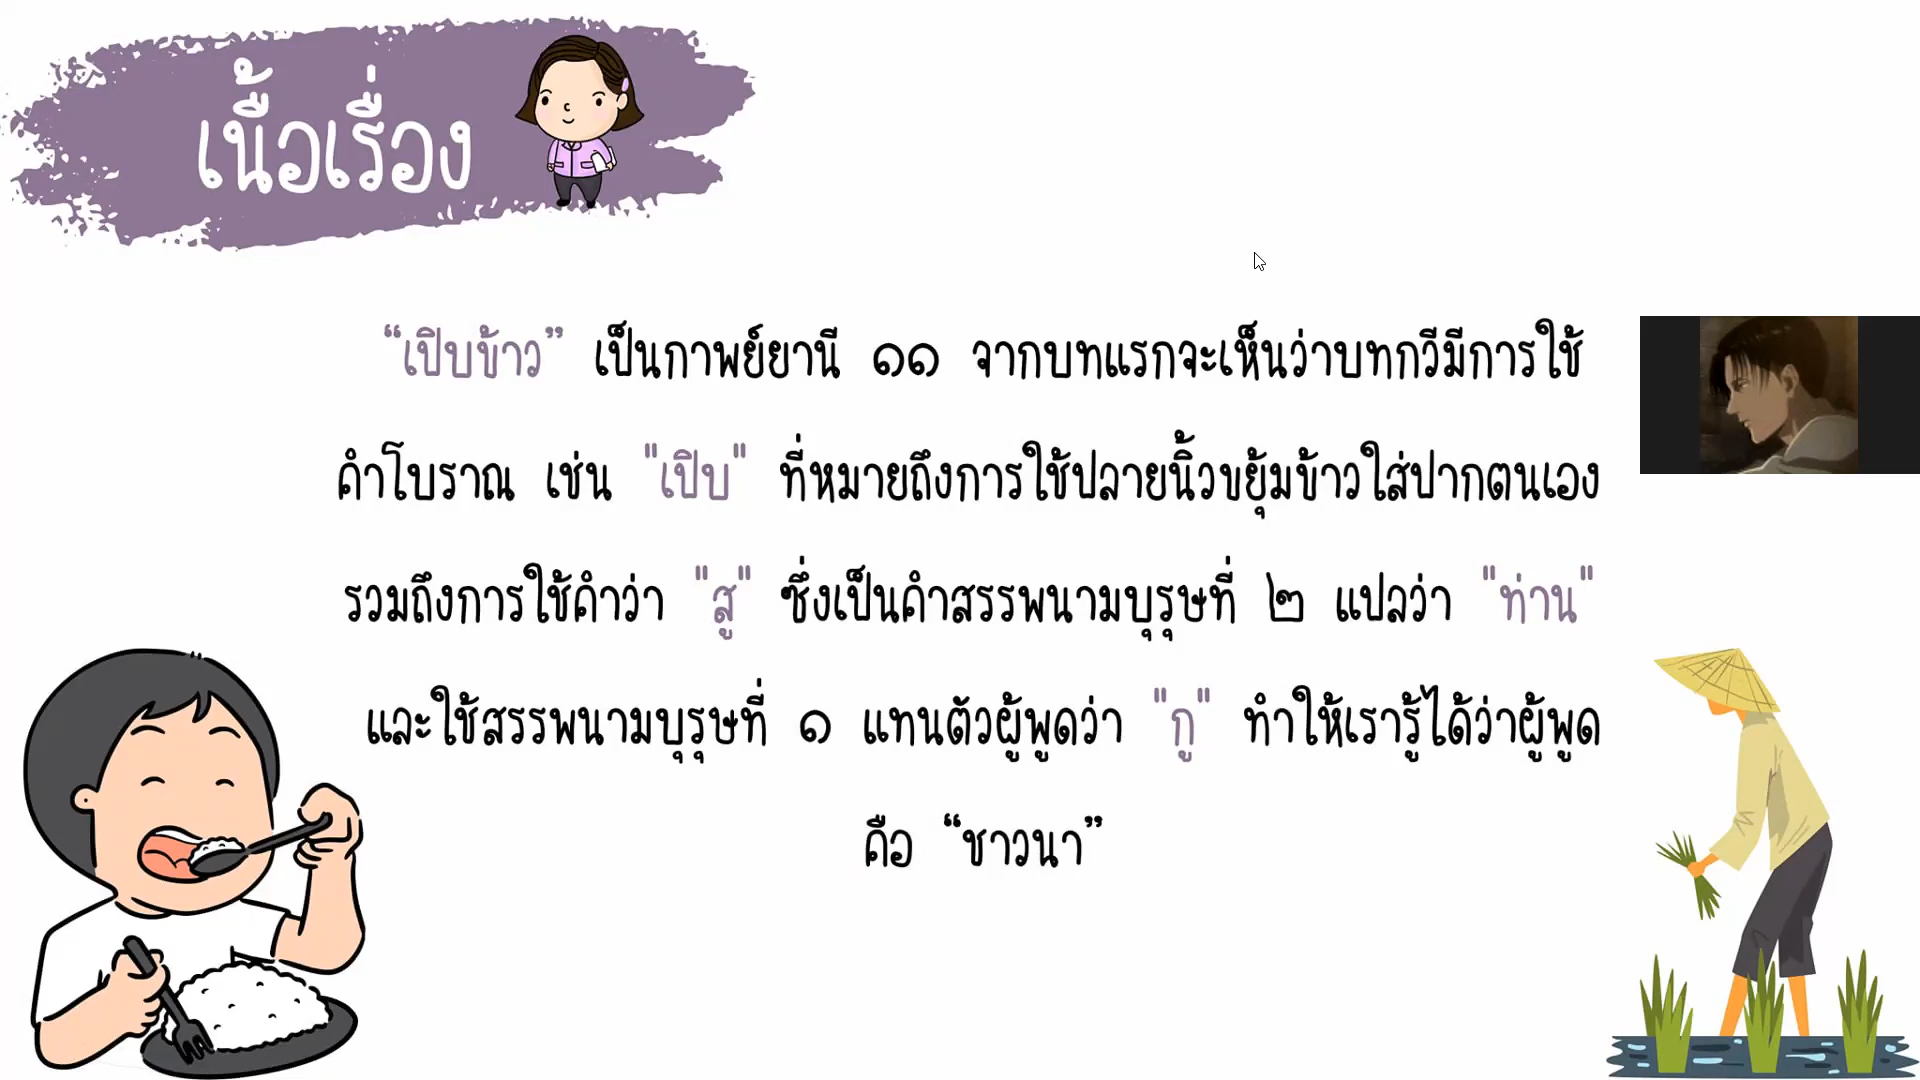 เนื้อเรื่อง
“เปิบข้าว” เป็นกาพย์ยานี ๑๑ จากบทแรกจะเห็นว่าบทกวีมีการใช้
คำโบราณ เช่น "เปิบ" ที่หมายถึงการใช้ปลายนิ้วขยุ้มข้าวใส่ปากตนเอง
รวมถึงการใช้คำว่า "สู" ซึ่งเป็นคำสรรพนามบุรุษที่ ๒ แปลว่า "ท่าน"
และใช้สรรพนามบุรุษที่ ๑ แทนตัวผู้พูดว่า "กู" ทำให้เรารู้ได้ว่าผู้พูด
คือ “ชาวนา”